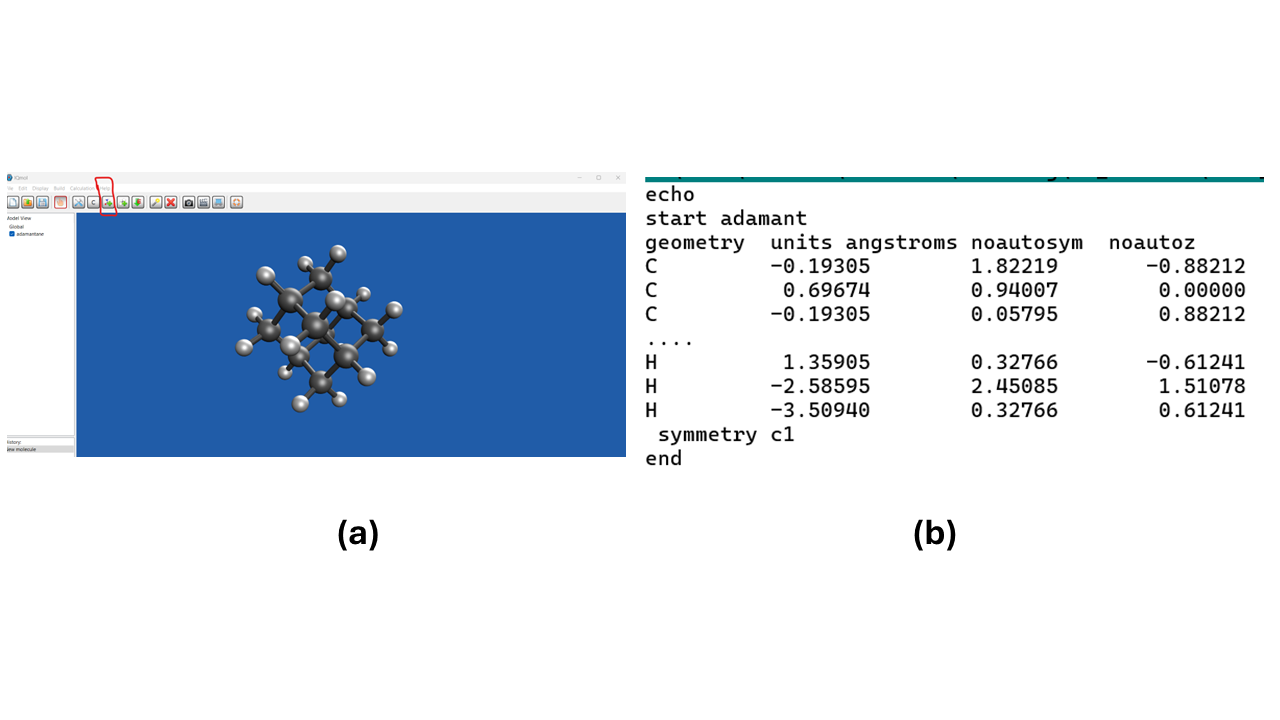 IQmol
Edit Display Build Calculation
Model View
Global
adamantane
History:
New molecule
echo
start adamant
geometry units angstroms noautosym noautoz
C -0.19305 1.82219 -0.88212
C 0.69674 0.94007 0.00000
C -0.19305 0.05795 0.88212
....
H 1.35905 0.32766 -0.61241
H -2.58595 2.45085 1.51078
H -3.50940 0.32766 0.61241
symmetry c1
end
(a)
(b)